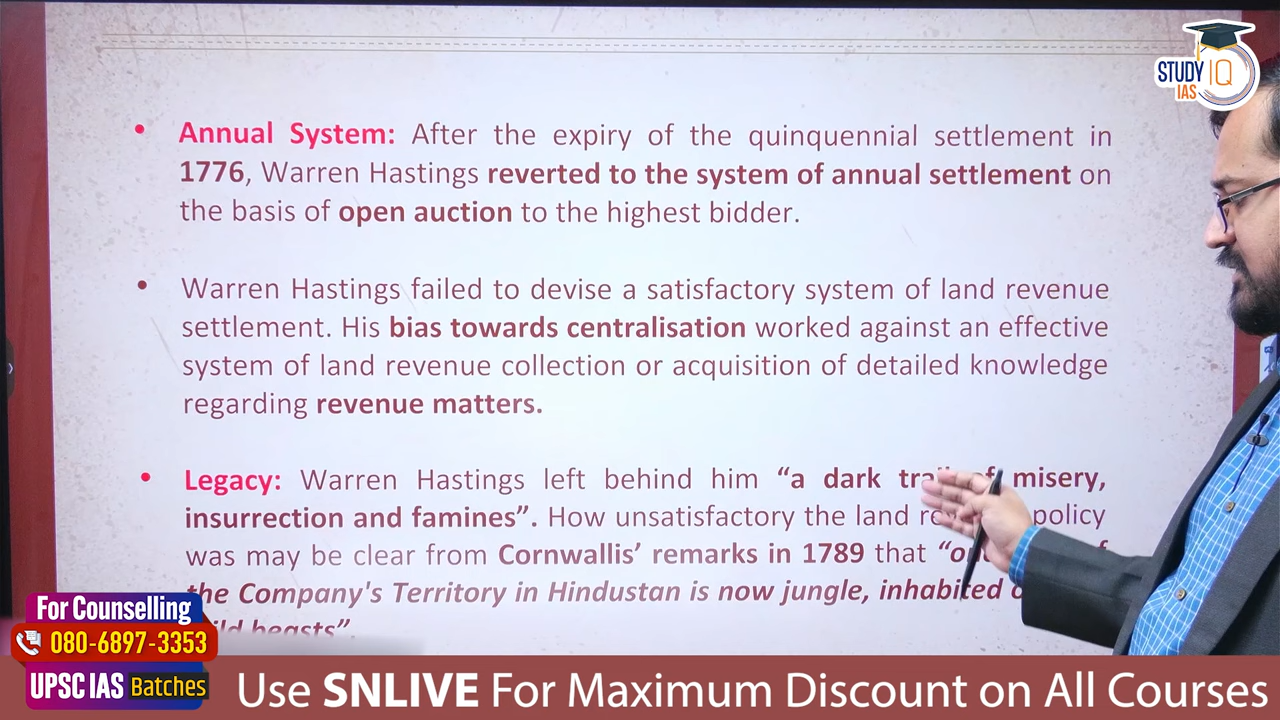 STUDY IQ
IAS
• Annual System: After the expiry of the quinquennial settlement in
1776, Warren Hastings reverted to the system of annual settlement on
the basis of open auction to the highest bidder.
• Warren Hastings failed to devise a satisfactory system of land revenue
settlement. His bias towards centralisation worked against an effective
system of land revenue collection or acquisition of detailed knowledge
regarding revenue matters.
• Legacy: Warren Hastings left behind him “a dark of misery,
insurrection and famines”. How unsatisfactory the land policy
was may be clear from Cornwallis’ remarks in 1789 that
the Company's Territory in Hindustan is now jungle, inhabited
beasts”.
For Counselling
080-6897-3353
UPSC IAS Batches
Use SNLIVE For Maximum Discount on All Courses